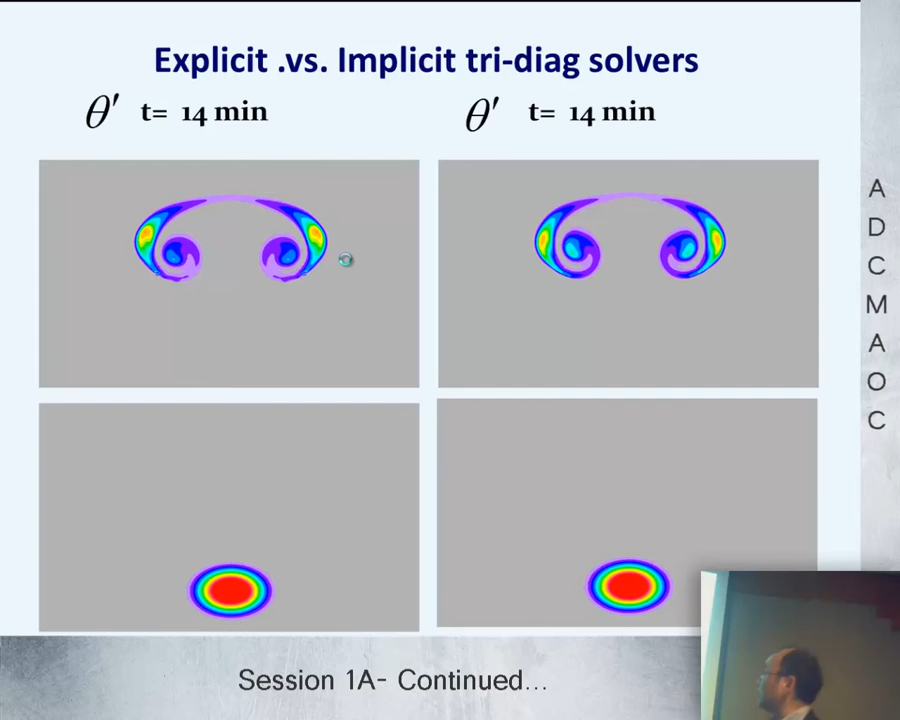 Explicit .vs. Implicit tri-diag solvers
θ′ t= 14 min
θ′ t= 14 min
A
D
C
M
A
O
C
Session 1A- Continued...